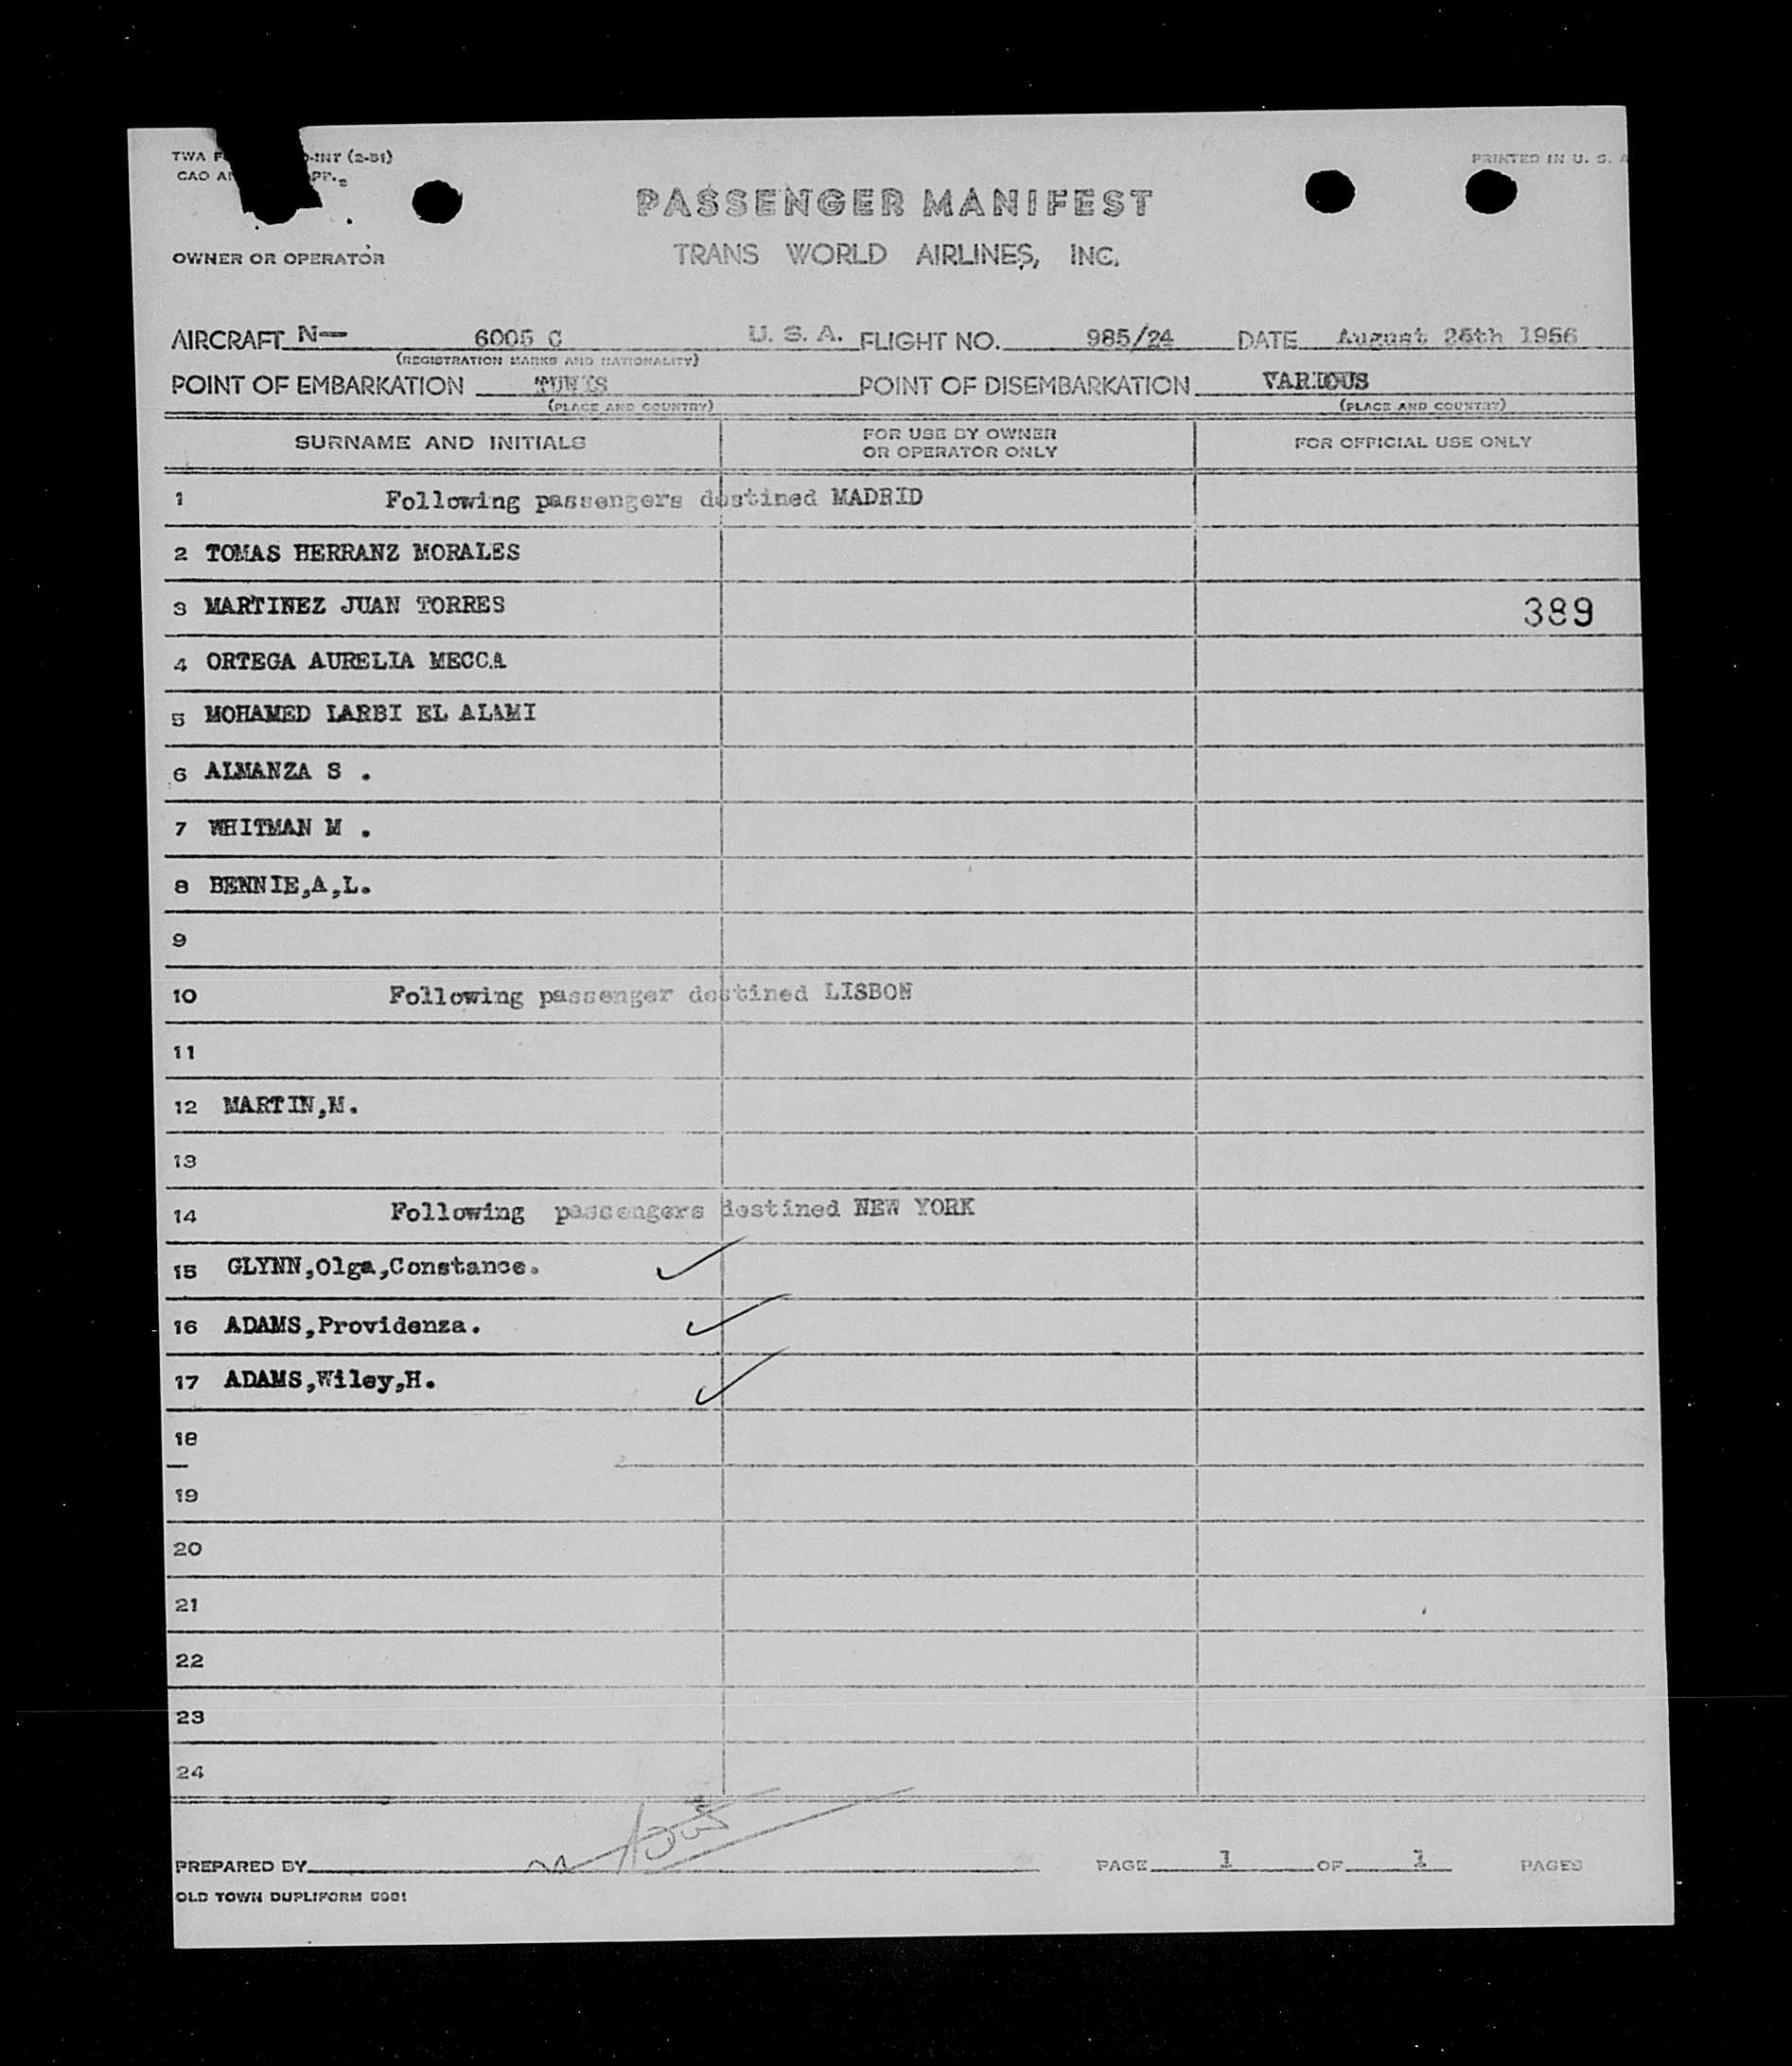 TWA F -INT (2-51)
PRINTED IN U. S. A
CAO AN PP.
PASSENGER MANIFEST
OWNER OR OPERATOR
TRANS WORLD AIRLINES, INC.
AIRCRAFT N— 6005 C U. S. A. FLIGHT NO. 985/24 DATE August 25th 1956
(REGISTRATION MARKS AND NATIONALITY)
POINT OF EMBARKATION TUNIS POINT OF DISEMBARKATION VARIOUS
(PLACE AND COUNTRY) (PLACE AND COUNTRY)
SURNAME AND INITIALS FOR USE BY OWNER OR OPERATOR ONLY FOR OFFICIAL USE ONLY
1 Following passengers destined MADRID
2 TOMAS HERRANZ MORALES
3 MARTINEZ JUAN TORRES 389
4 ORTEGA AURELIA MECCA
5 MOHAMED LARBI EL ALAMI
6 ALMANZA S .
7 WHITMAN M .
8 BENNIE,A,L.
9
10 Following passenger destined LISBON
11
12 MARTIN,M.
13
14 Following passengers destined NEW YORK
15 GLYNN,Olga,Constance.
16 ADAMS,Providenza.
17 ADAMS,Wiley,H.
18
19
20
21
22
23
24
PREPARED BY PAGE 1 OF 1 PAGES
OLD TOWN DUPLIFORM